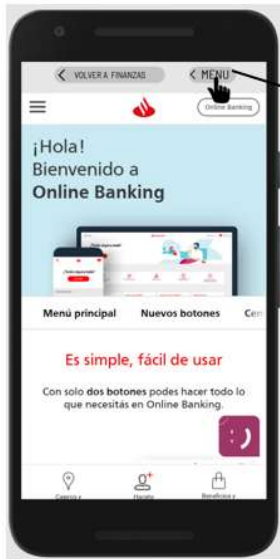 VOLVER A FINANZAS
MENU
Online Banking
¡Hola!
Bienvenido a
Online Banking
Menú principal Nuevos botones Cen
Es simple, fácil de usar
Con solo dos botones podes hacer todo lo
que necesitás en Online Banking.